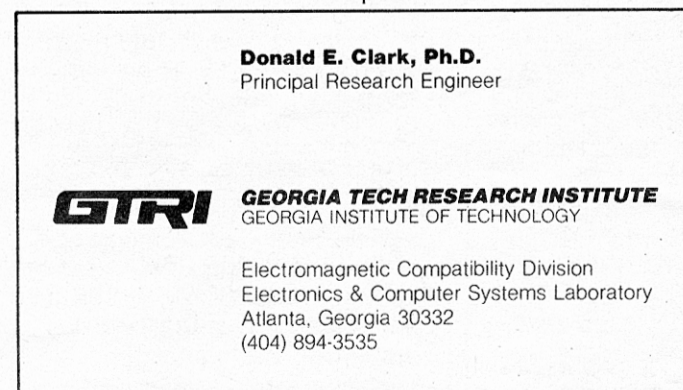 Donald E. Clark, Ph.D.
Principal Research Engineer
GTRI
GEORGIA TECH RESEARCH INSTITUTE
GEORGIA INSTITUTE OF TECHNOLOGY
Electromagnetic Compatibility Division
Electronics & Computer Systems Laboratory
Atlanta, Georgia 30332
(404) 894-3535